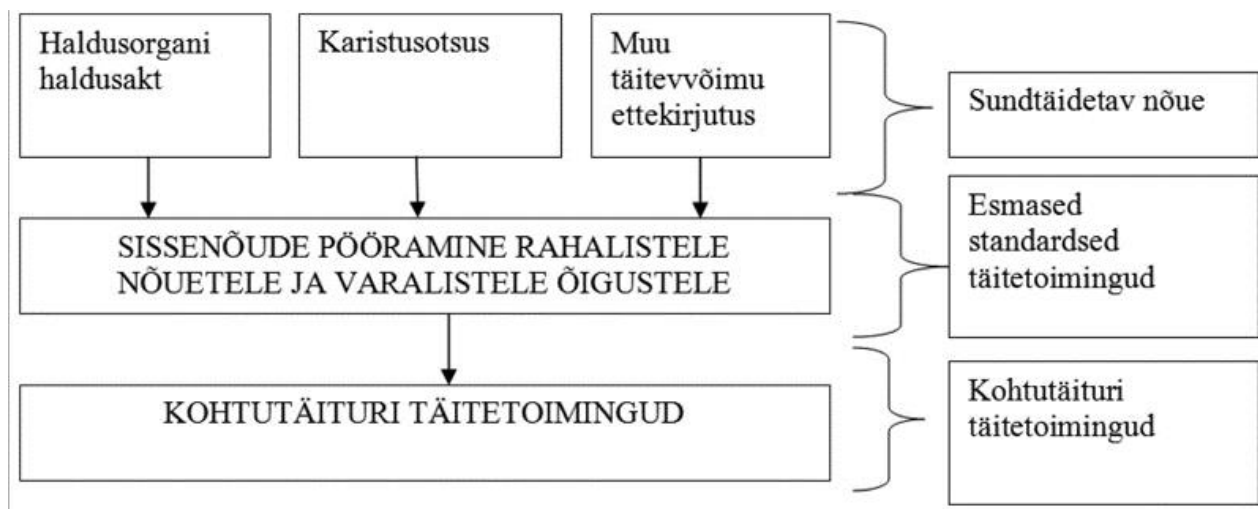 Haldusorgani
haldusakt
Karistusotsus
Muu
täitevvõimu
ettekirjutus
Sundtäidetav nõue
SISSENÕUDE PÖÖRAMINE RAHALISTELE
NÕUETELE JA VARALISTELE ÕIGUSTELE
Esmased
standardsed
täitetoimingud
KOHTUTÄITURI TÄITETOIMINGUD
Kohtutäituri
täitetoimingud